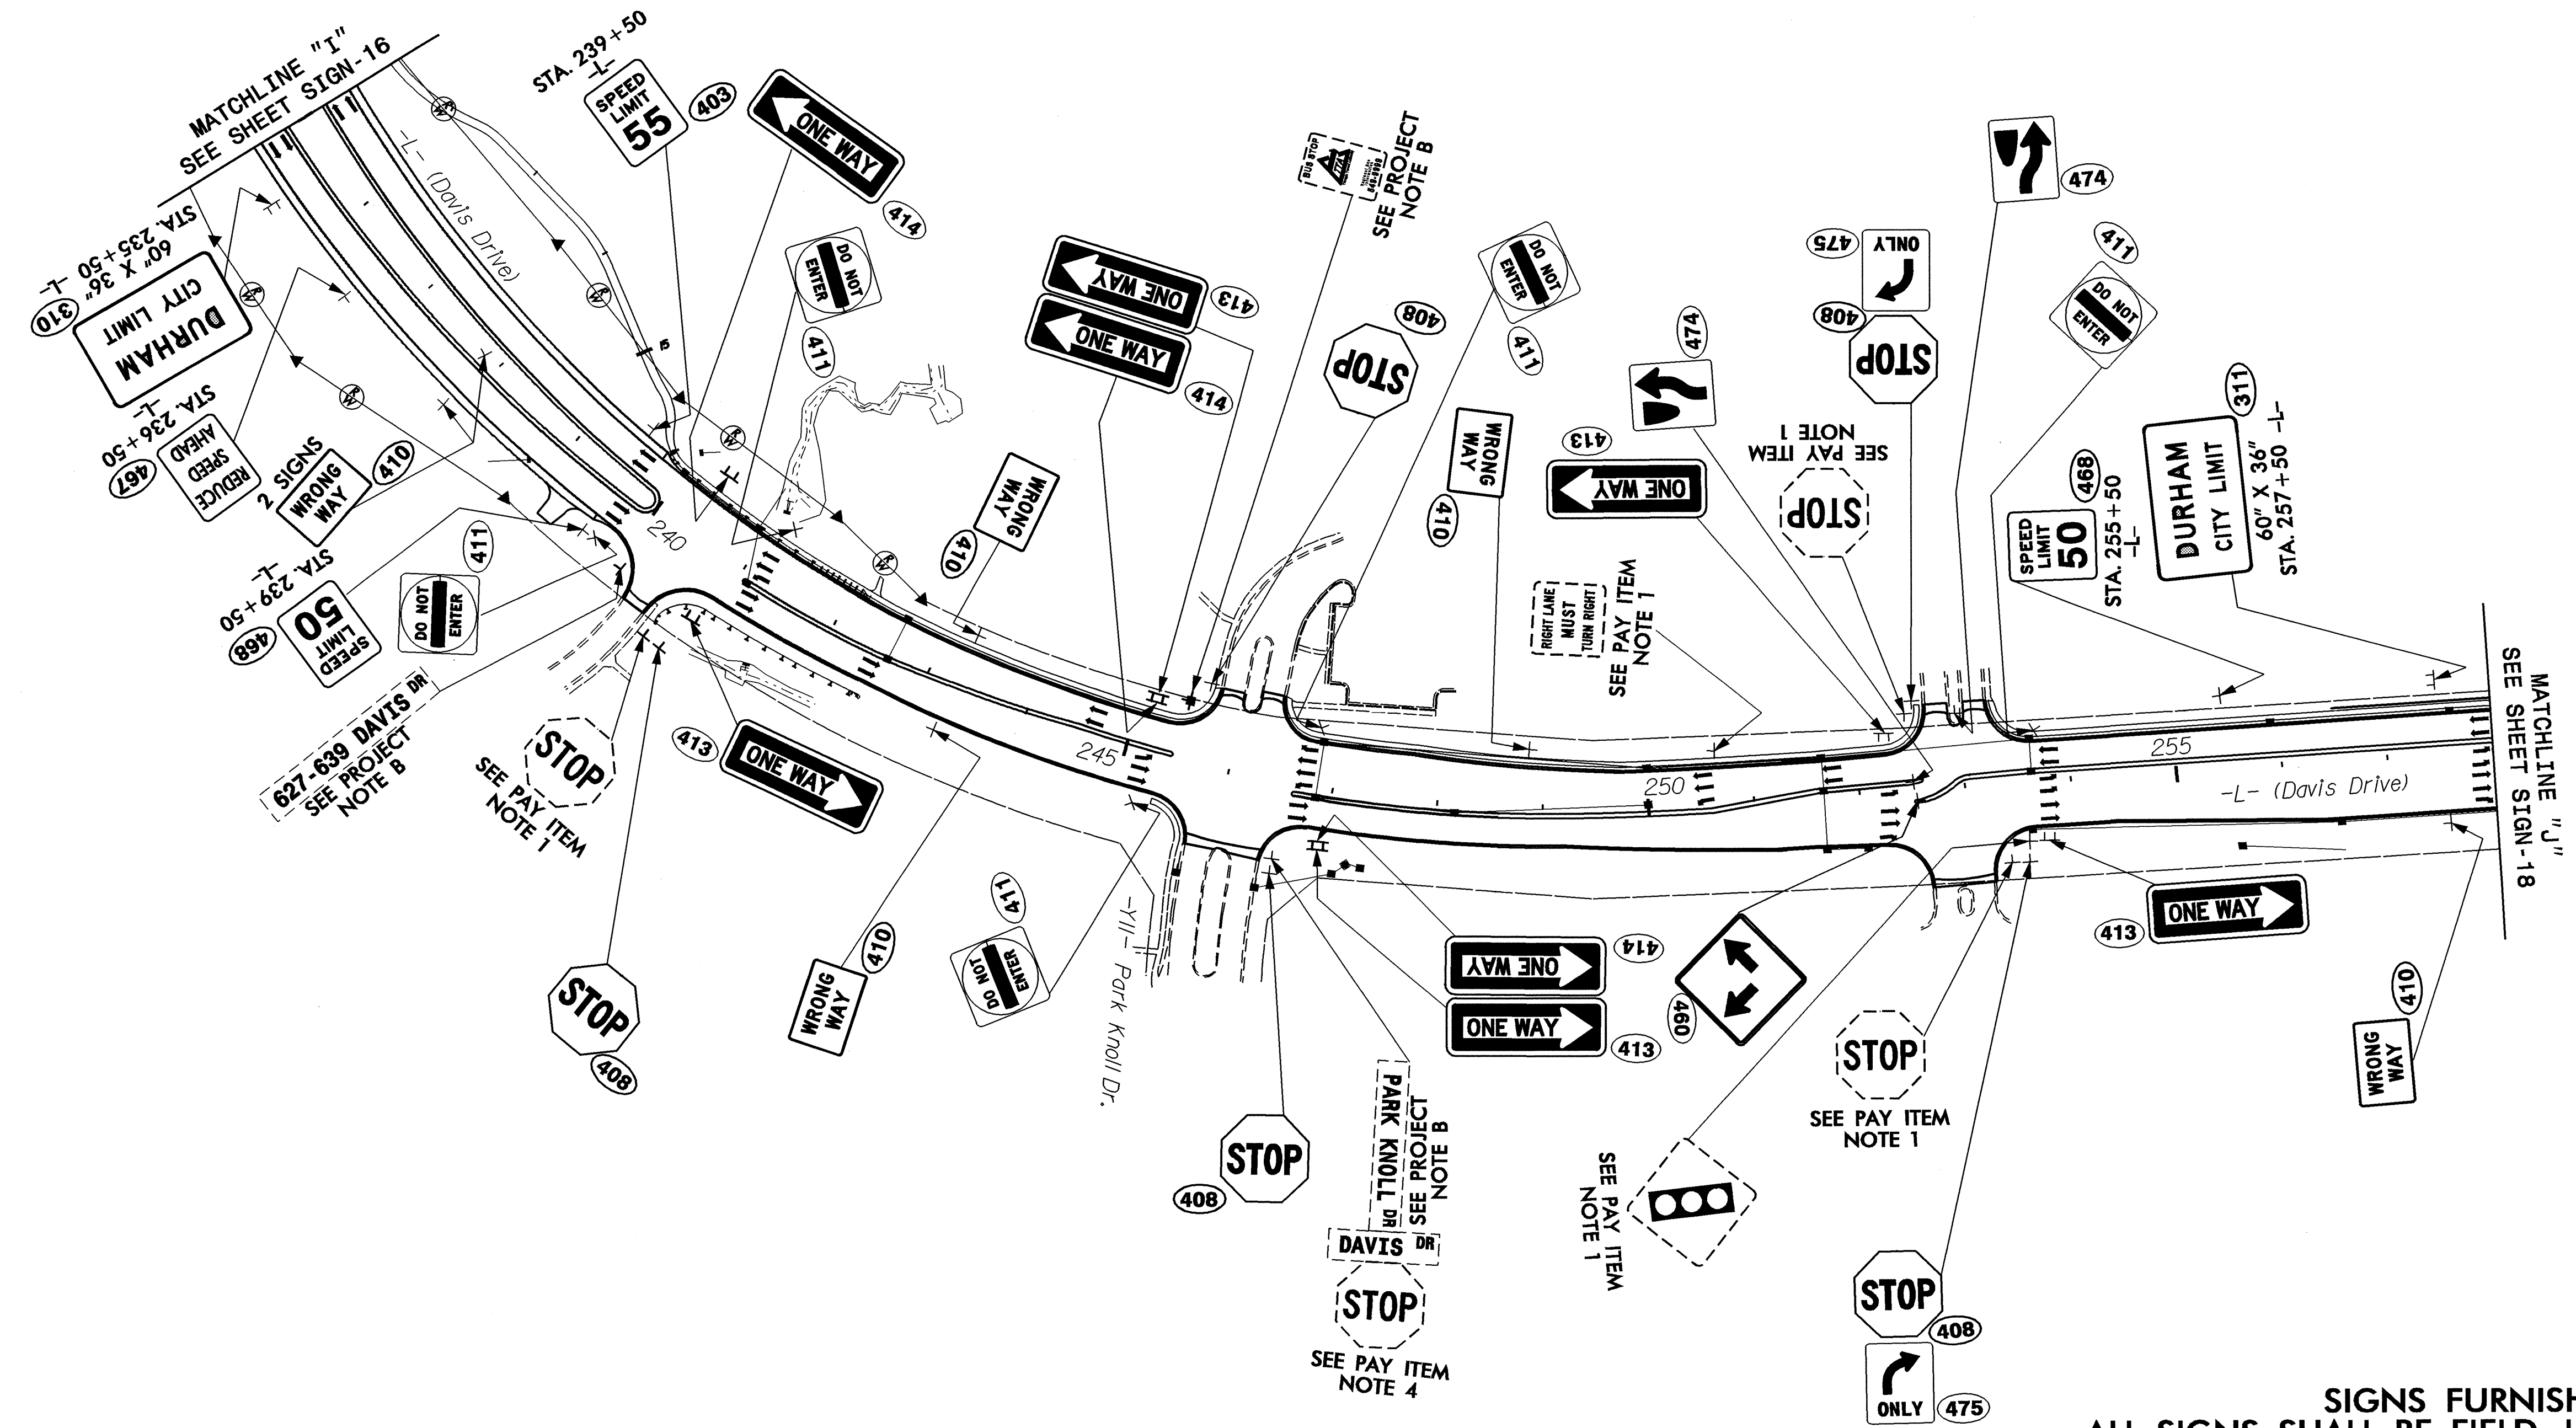 MATCHLINE "I"
SEE SHEET SIGN-16
STA. 239+50
-L-
SPEED
LIMIT
55
403
ONE WAY
414
-L- (Davis Drive)
DO NOT
ENTER
411
STA. 235+50
-L-
60" X 36"
310
DURHAM
CITY LIMIT
STA. 236+50
-L-
467
REDUCE
SPEED
AHEAD
2 SIGNS
WRONG
WAY
410
STA. 239+50
-L-
468
SPEED
LIMIT
50
411
DO NOT
ENTER
627-639 DAVIS DR
SEE PROJECT
NOTE B
STOP
SEE PAY ITEM
NOTE 1
240
15
ONE WAY
413
ONE WAY
414
BUS STOP
SEE PROJECT
NOTE B
STOP
408
DO NOT
ENTER
411
WRONG
WAY
410
WRONG
WAY
410
474
ONE WAY
413
475
ONLY
408
STOP
SEE PAY ITEM
NOTE 1
STOP
474
411
DO NOT
ENTER
311
DURHAM
CITY LIMIT
60" X 36"
STA. 257+50 -L-
468
SPEED
LIMIT
50
STA. 255+50
-L-
RIGHT LANE
MUST
TURN RIGHT
SEE PAY ITEM
NOTE 1
245
250
255
-L- (Davis Drive)
MATCHLINE "J"
SEE SHEET SIGN-18
413
ONE WAY
STOP
408
WRONG
WAY
410
411
DO NOT
ENTER
-Y11- Park Knoll Dr.
STOP
408
PARK KNOLL DR
SEE PROJECT
NOTE B
DAVIS DR
STOP
SEE PAY ITEM
NOTE 4
ONE WAY
414
ONE WAY
413
460
SEE PAY ITEM
NOTE 1
STOP
SEE PAY ITEM
NOTE 1
STOP
408
ONLY
475
ONE WAY
413
410
WRONG
WAY
SIGNS FURNISH
ALL SIGNS SHALL BE FIELD